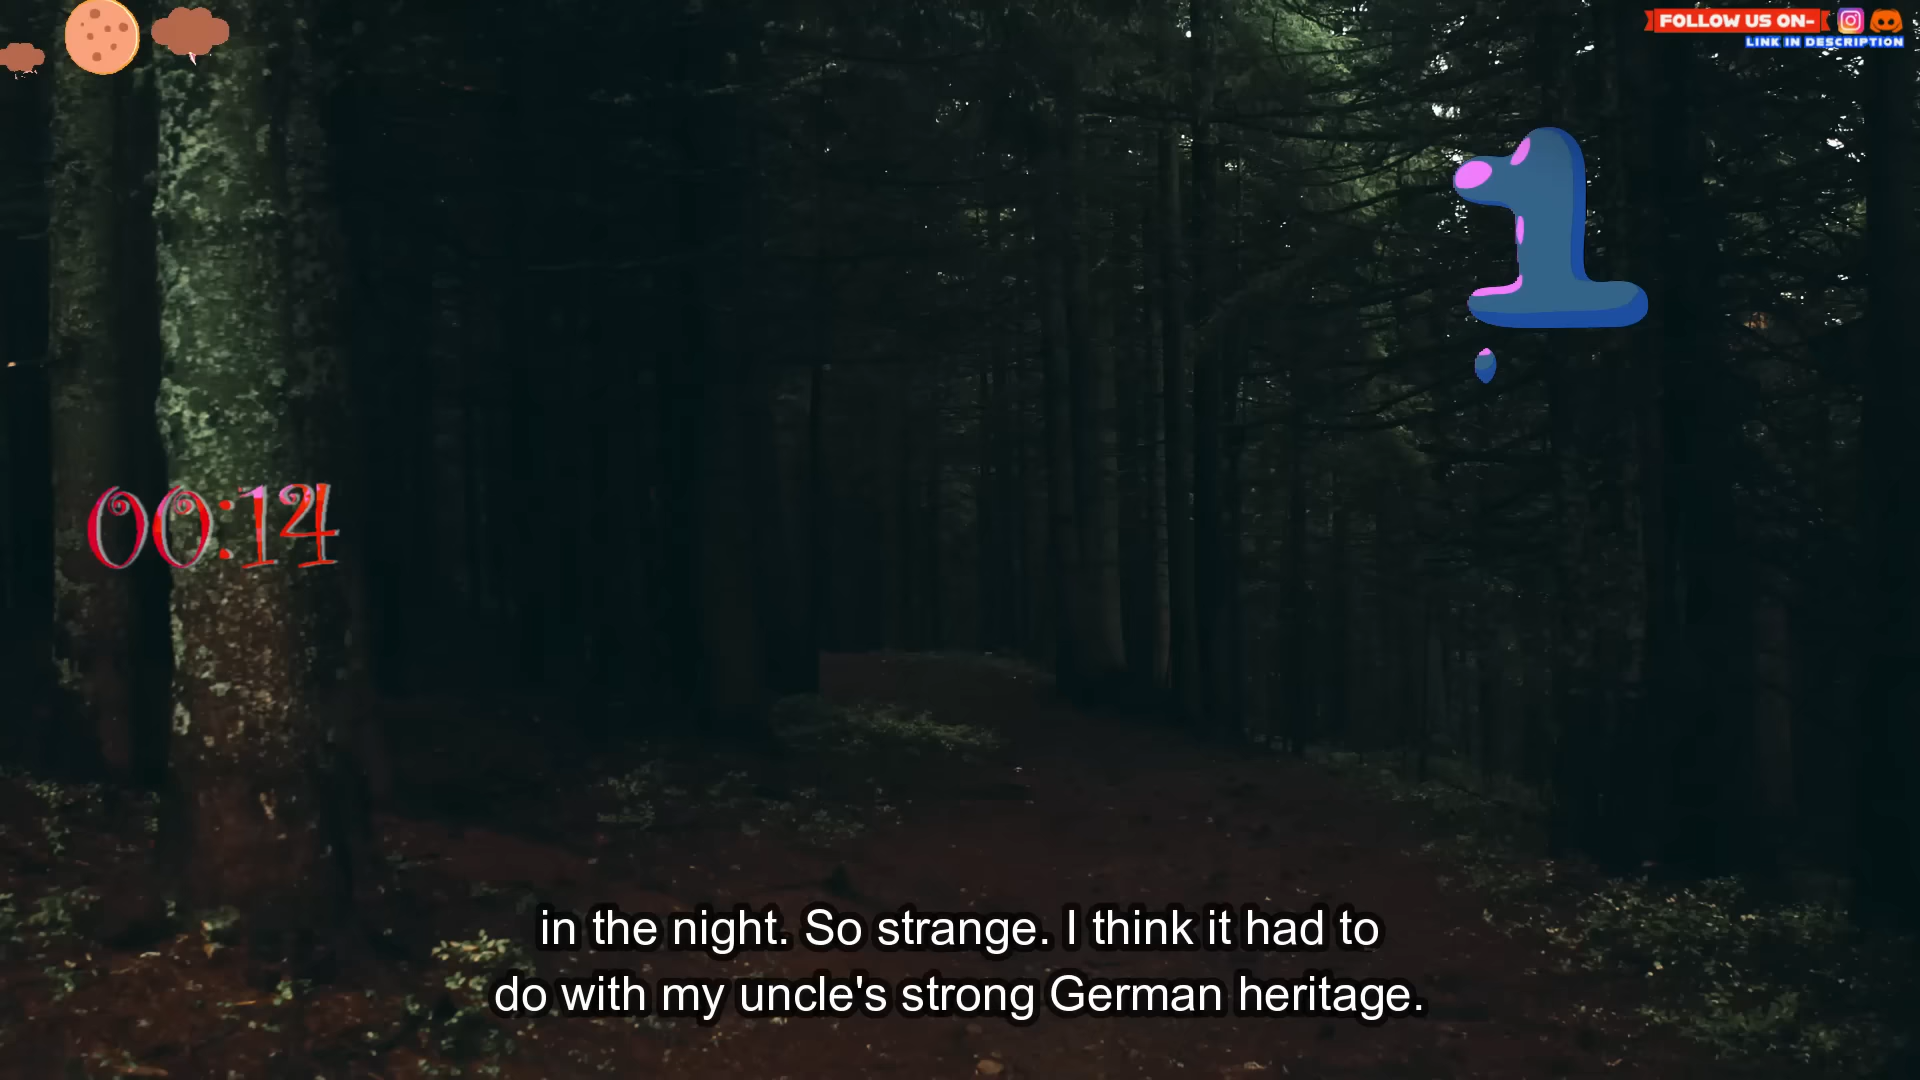 FOLLOW US ON-
LINK IN DESCRIPTION
1
00:14
in the night. So strange. I think it had to
do with my uncle's strong German heritage.